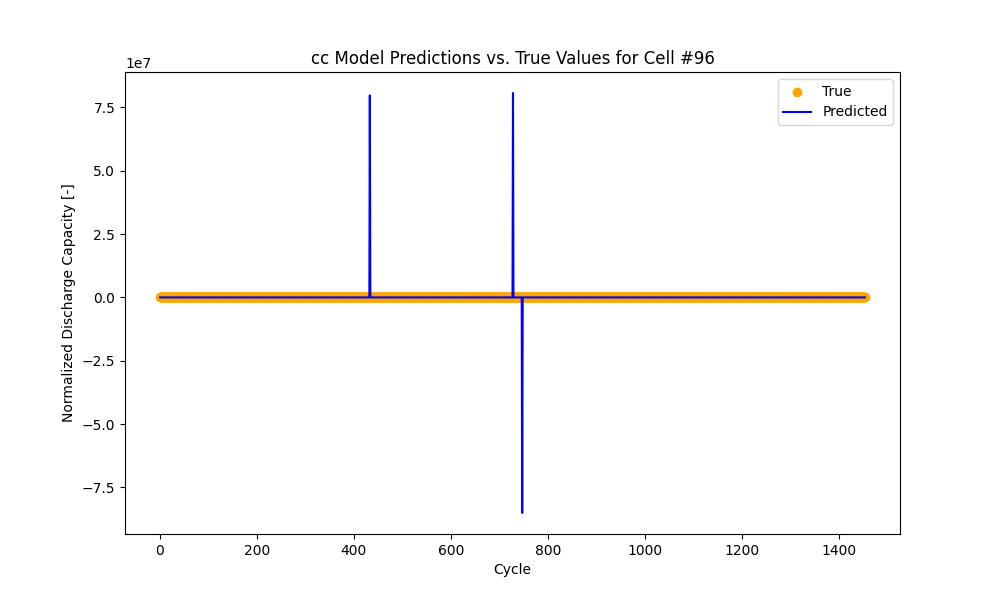 cc Model Predictions vs. True Values for Cell #96
1e7
True
Predicted
Normalized Discharge Capacity [-]
7.5
5.0
2.5
0.0
−2.5
−5.0
−7.5
0 200 400 600 800 1000 1200 1400
Cycle